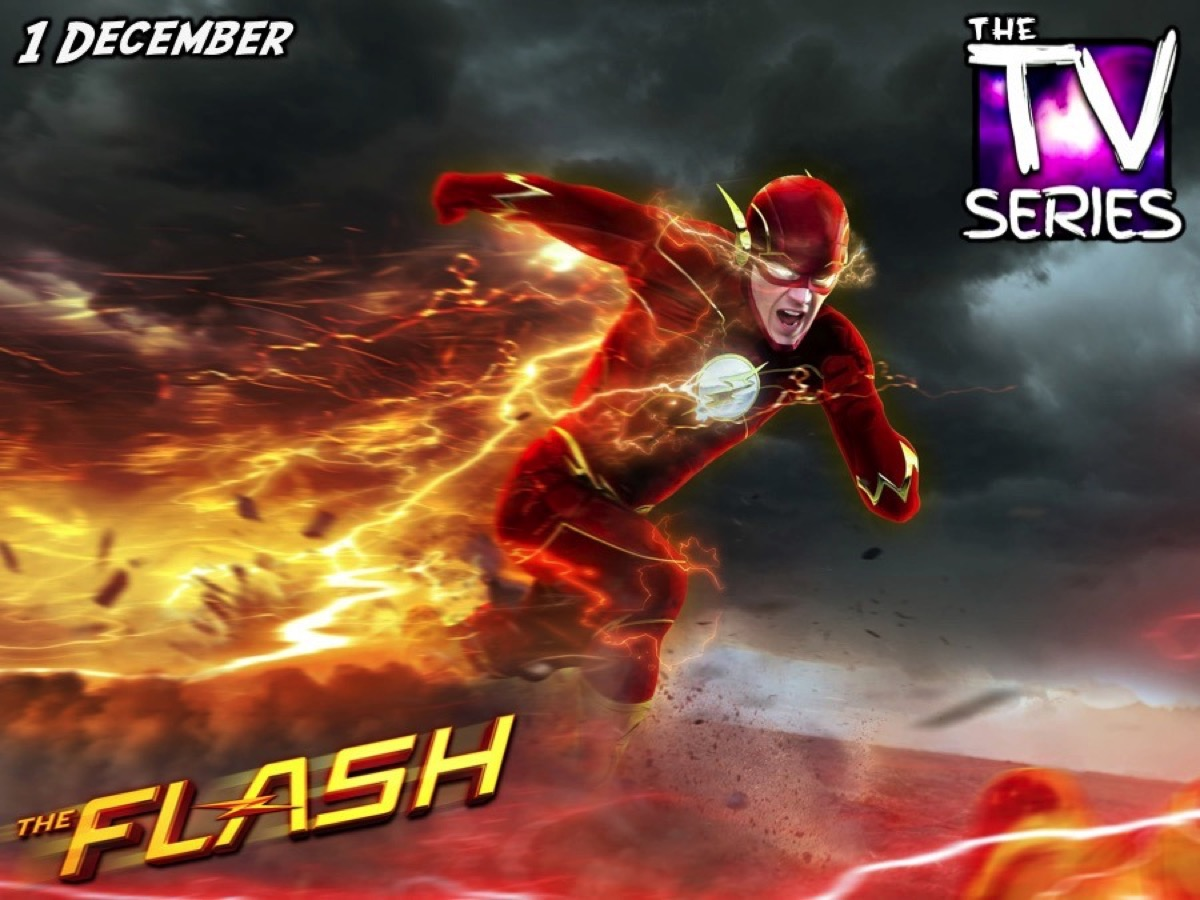 1 DECEMBER
THE
TV
SERIES
THE FLASH